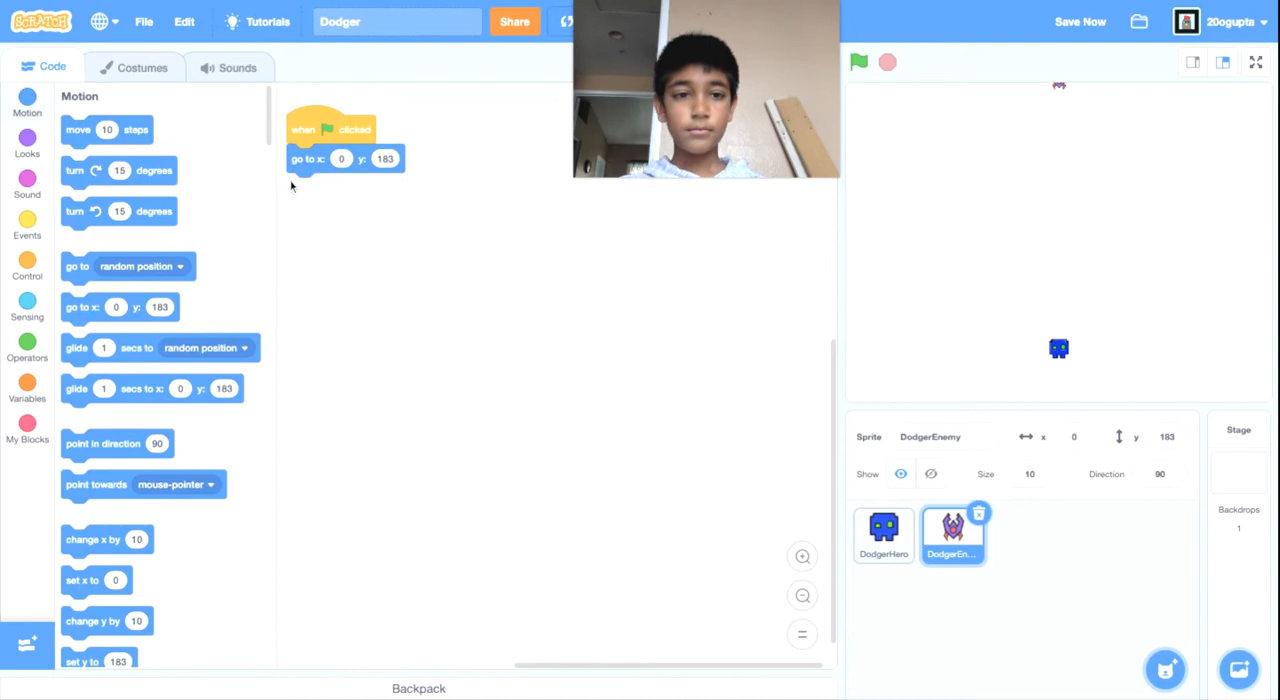 SCRATCH
File
Edit
Tutorials
Dodger
Share
Save Now
20ogupta
Code
Costumes
Sounds
Motion
Looks
Sound
Events
Control
Sensing
Operators
Variables
My Blocks
Motion
move 10 steps
turn 15 degrees
turn 15 degrees
go to random position
go to x: 0 y: 183
glide 1 secs to random position
glide 1 secs to x: 0 y: 183
point in direction 90
point towards mouse-pointer
change x by 10
set x to 0
change y by 10
set y to 183
when clicked
go to x: 0 y: 183
Backpack
Sprite DodgerEnemy x 0 y 183
Show Size 10 Direction 90
DodgerHero
DodgerEn...
Stage
Backdrops
1